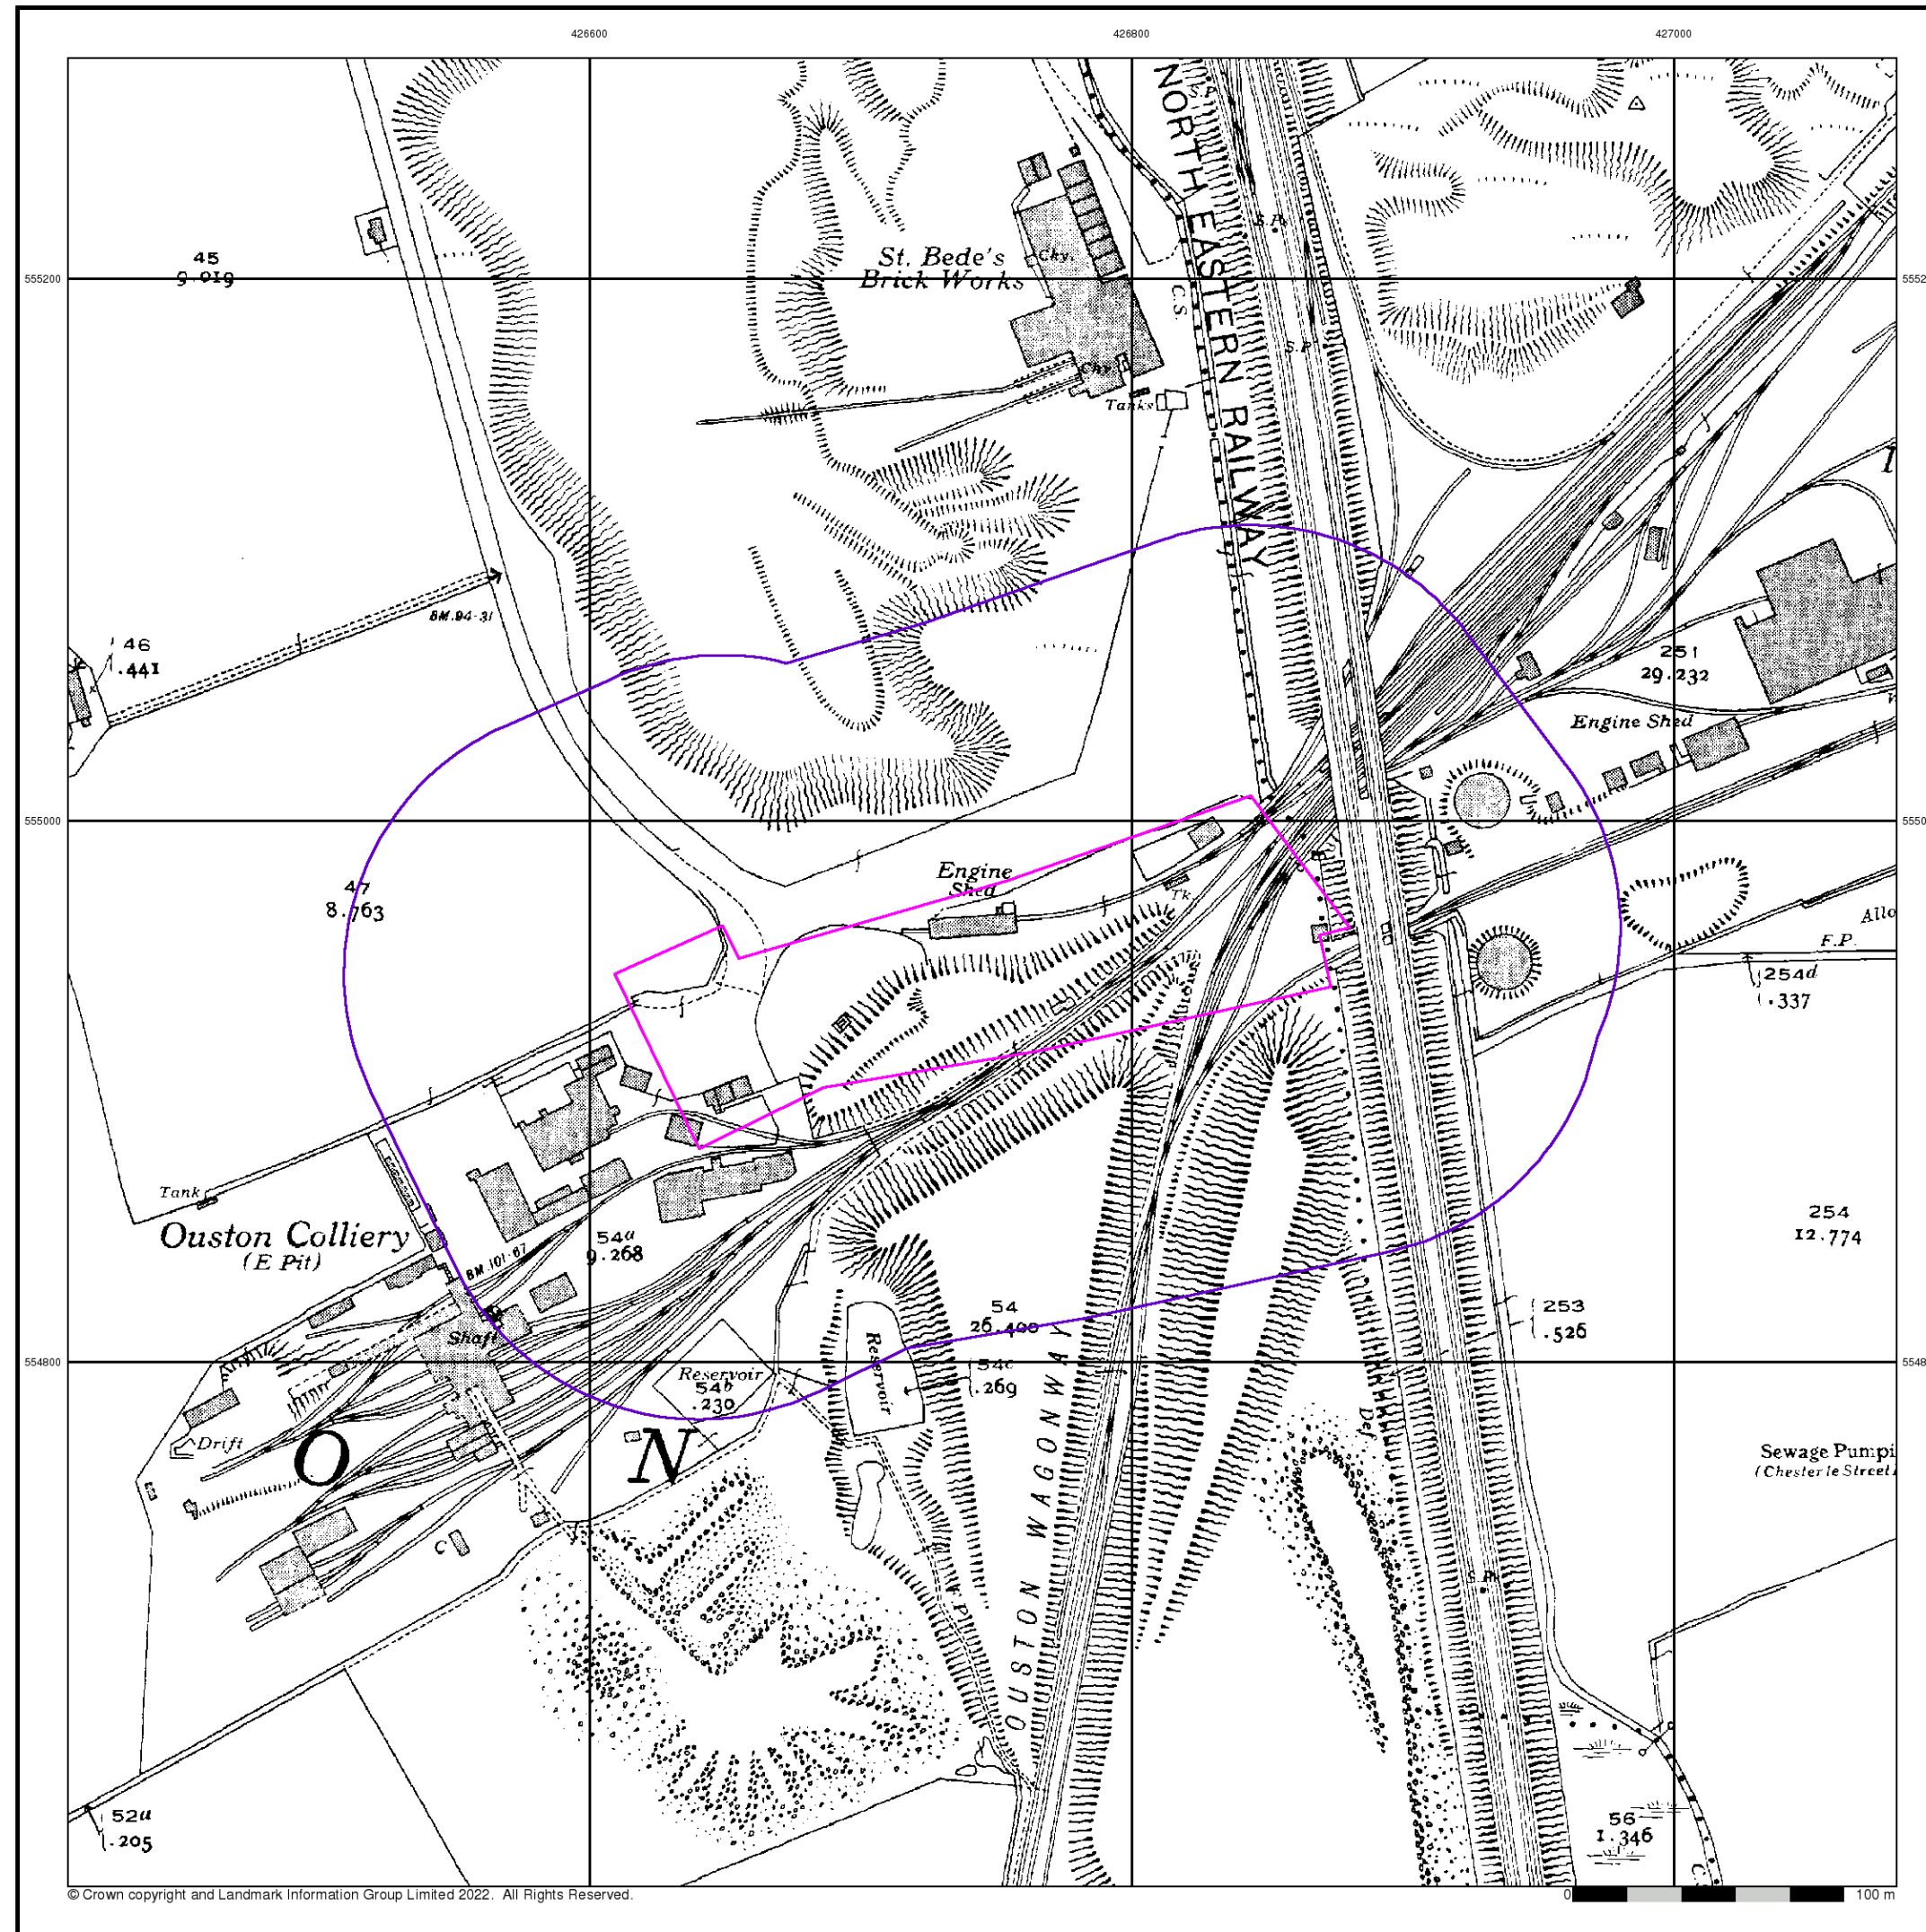 426600
426800
427000
NORTH EASTERN RAILWAY
S.P.
S.P.
St. Bede's
Brick Works
Chy.
45
9.019
555200
5552
C.S.
S.P.
Chy.
Tanks
BM.94.31
46
.441
251
29.232
Engine Shed
555000
5550
47
8.763
Engine
Shed
Tk.
Allo
F.P.
254d
.337
Tank
Ouston Colliery
(E Pit)
BM.101.67
54a
9.268
254
12.774
Shaft
54
26.400
253
.526
554800
5548
Reservoir
54b
.230
Reservoir
54c
.269
Drift
O
N
C
Def.
OUSTON WAGONWAY
F.P.
S.P.
Sewage Pumpi
(Chester le Street
52a
.205
56
1.346
C.S.
© Crown copyright and Landmark Information Group Limited 2022. All Rights Reserved.
0
100 m